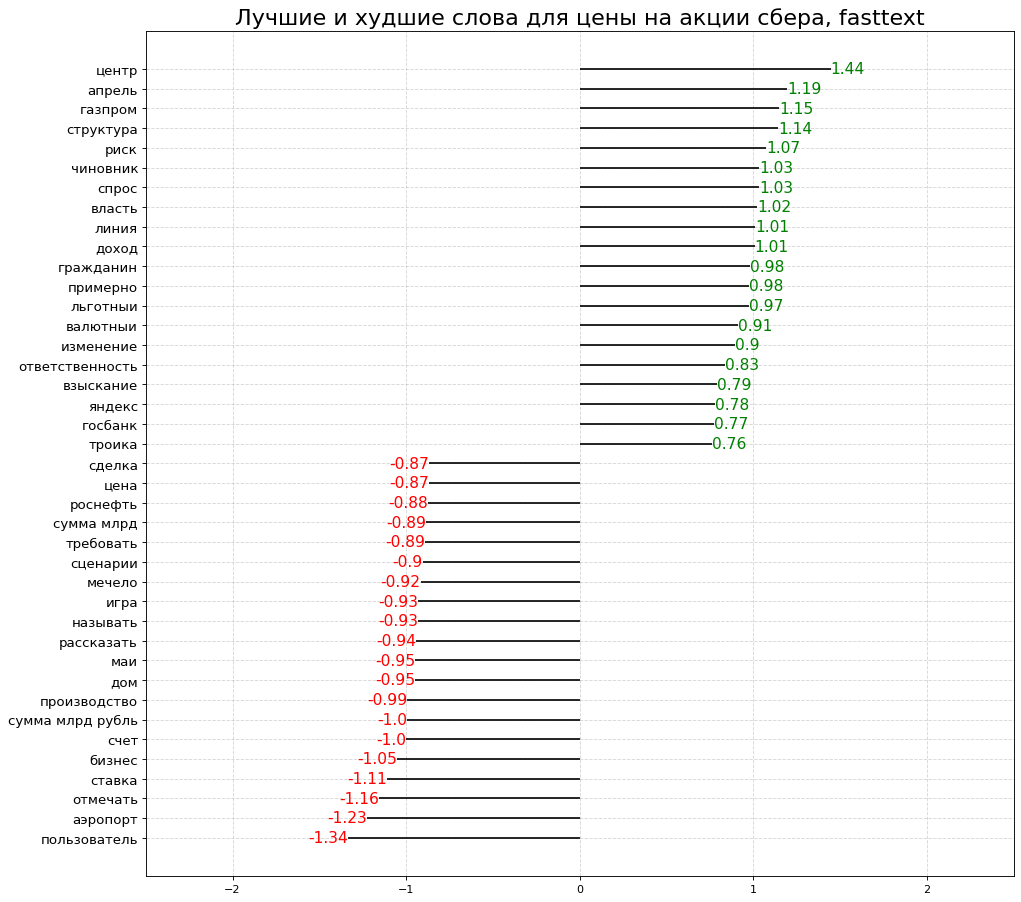 Лучшие и худшие слова для цены на акции сбера, fasttext
центр 1.44
апрель 1.19
газпром 1.15
структура 1.14
риск 1.07
чиновник 1.03
спрос 1.03
власть 1.02
линия 1.01
доход 1.01
гражданин 0.98
примерно 0.98
льготныи 0.97
валютныи 0.91
изменение 0.9
ответственность 0.83
взыскание 0.79
яндекс 0.78
госбанк 0.77
троика 0.76
сделка -0.87
цена -0.87
роснефть -0.88
сумма млрд -0.89
требовать -0.89
сценарии -0.9
мечело -0.92
игра -0.93
называть -0.93
рассказать -0.94
маи -0.95
дом -0.95
производство -0.99
сумма млрд рубль -1.0
счет -1.0
бизнес -1.05
ставка -1.11
отмечать -1.16
аэропорт -1.23
пользователь -1.34
−2 −1 0 1 2